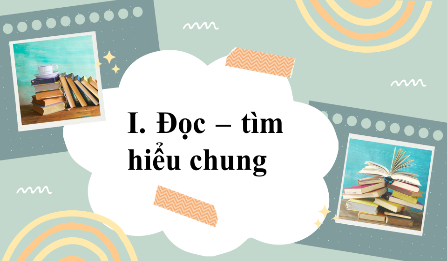 I. Đọc – tìm
hiểu chung